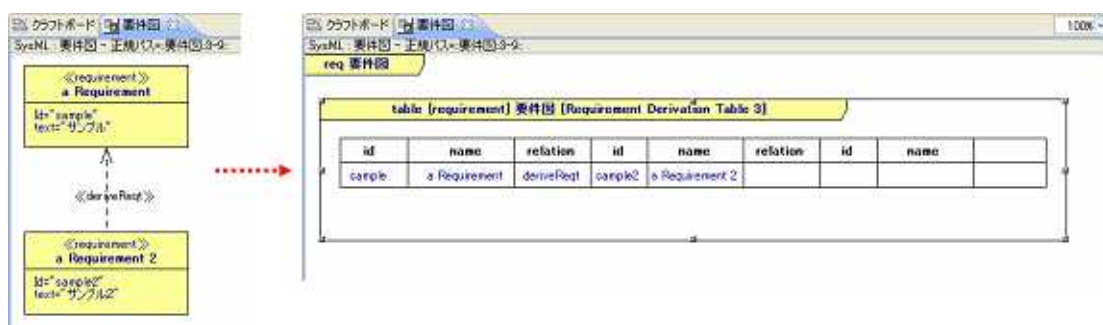 クラフトボード 要件図
SysML : 要件図 - 正規パス=:要件図:3-9:
≪requirement≫
a Requirement
Id="sample"
text="サンプル"
≪deriveReqt≫
≪requirement≫
a Requirement 2
Id="sample2"
text="サンプル2"
クラフトボード 要件図
100%
SysML : 要件図 - 正規パス=:要件図:3-9:
req 要件図
table [requirement] 要件図 [Requirement Derivation Table 3]
id name relation id name relation id name
sample a Requirement deriveReqt sample2 a Requirement 2